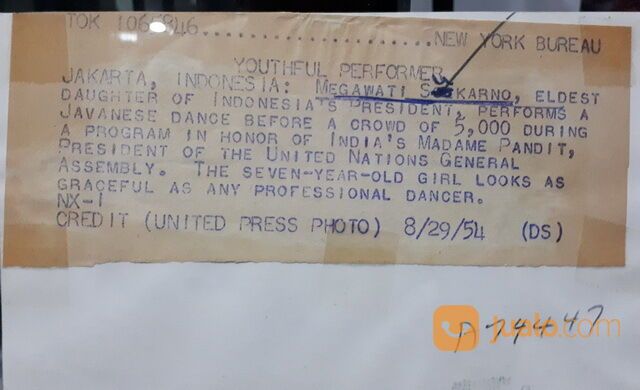 TOK 1065846....................NEW YORK BUREAU
YOUTHFUL PERFORMER
JAKARTA, INDONESIA: MEGAWATI SUKARNO, ELDEST
DAUGHTER OF INDONESIA'S PRESIDENT, PERFORMS A
JAVANESE DANCE BEFORE A CROWD OF 5,000 DURING
A PROGRAM IN HONOR OF INDIA'S MADAME PANDIT,
PRESIDENT OF THE UNITED NATIONS GENERAL
ASSEMBLY. THE SEVEN-YEAR-OLD GIRL LOOKS AS
GRACEFUL AS ANY PROFESSIONAL DANCER.
NX-1
CREDIT (UNITED PRESS PHOTO) 8/29/54 (DS)
jualo.com
P74447